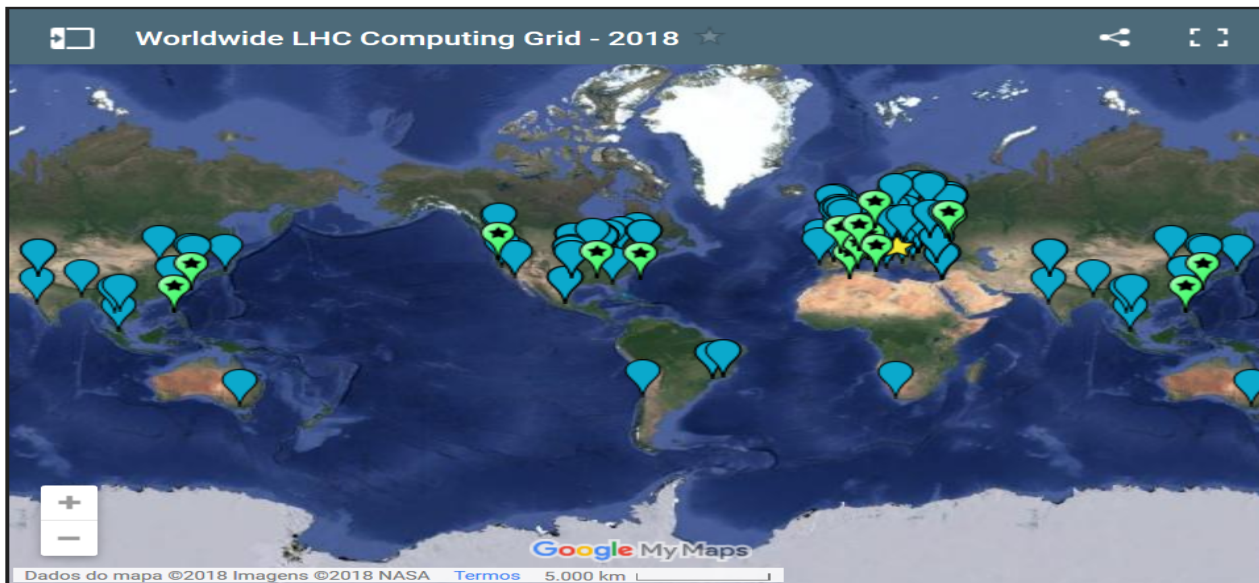 Worldwide LHC Computing Grid - 2018
Google My Maps
Dados do mapa ©2018 Imagens ©2018 NASA Termos 5.000 km